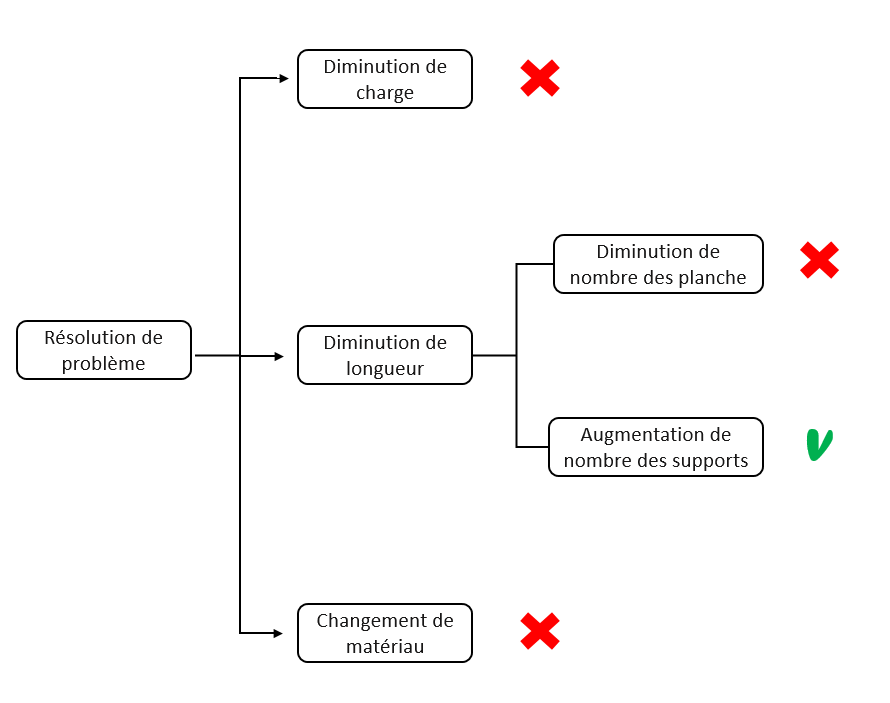 Diminution de
charge
Diminution de
nombre des planche
Résolution de
problème
Diminution de
longueur
Augmentation de
nombre des supports
Changement de
matériau